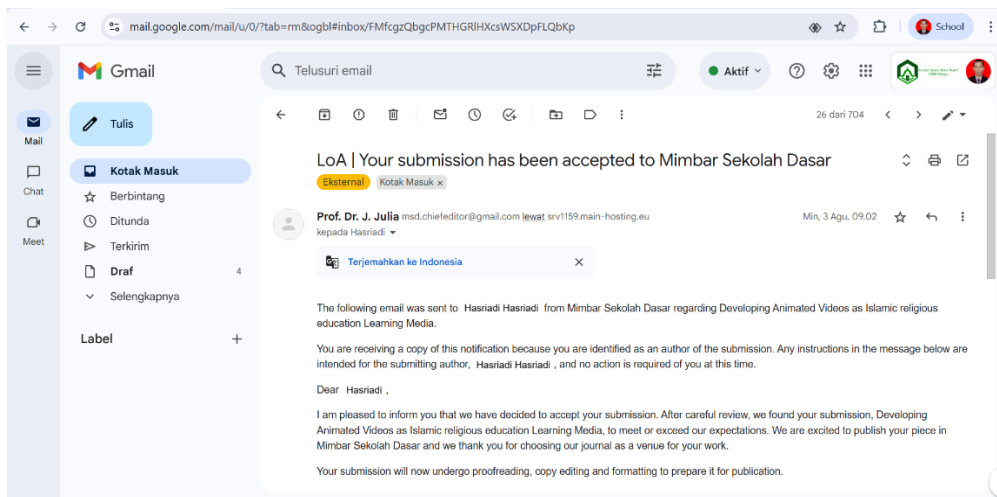 mail.google.com/mail/u/0/?tab=rm&ogbl#inbox/FMfcgzQbgcPMTHGRlHXcsWSXDpFLQbKp
School
Gmail
Telusuri email
Aktif
Mail
Chat
Meet
Tulis
Kotak Masuk
Berbintang
Ditunda
Terkirim
Draf 4
Selengkapnya
Label
26 dari 704
LoA | Your submission has been accepted to Mimbar Sekolah Dasar
Eksternal Kotak Masuk x
Prof. Dr. J. Julia msd.chiefeditor@gmail.com lewat srv1159.main-hosting.eu
Min, 3 Agu, 09.02
kepada Hasriadi
Terjemahkan ke Indonesia
The following email was sent to Hasriadi Hasriadi from Mimbar Sekolah Dasar regarding Developing Animated Videos as Islamic religious
education Learning Media.
You are receiving a copy of this notification because you are identified as an author of the submission. Any instructions in the message below are
intended for the submitting author, Hasriadi Hasriadi , and no action is required of you at this time.
Dear Hasriadi ,
I am pleased to inform you that we have decided to accept your submission. After careful review, we found your submission, Developing
Animated Videos as Islamic religious education Learning Media, to meet or exceed our expectations. We are excited to publish your piece in
Mimbar Sekolah Dasar and we thank you for choosing our journal as a venue for your work.
Your submission will now undergo proofreading, copy editing and formatting to prepare it for publication.